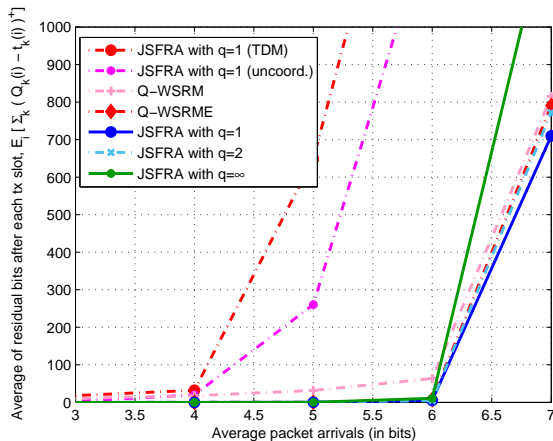 Average of residual bits after each tx slot, E_i [ Σ_k ( Q_k(i) − t_k(i) )^+]
1000
900
800
700
600
500
400
300
200
100
0
JSFRA with q=1 (TDM)
JSFRA with q=1 (uncoord.)
Q−WSRM
Q−WSRME
JSFRA with q=1
JSFRA with q=2
JSFRA with q=∞
3 3.5 4 4.5 5 5.5 6 6.5 7
Average packet arrivals (in bits)